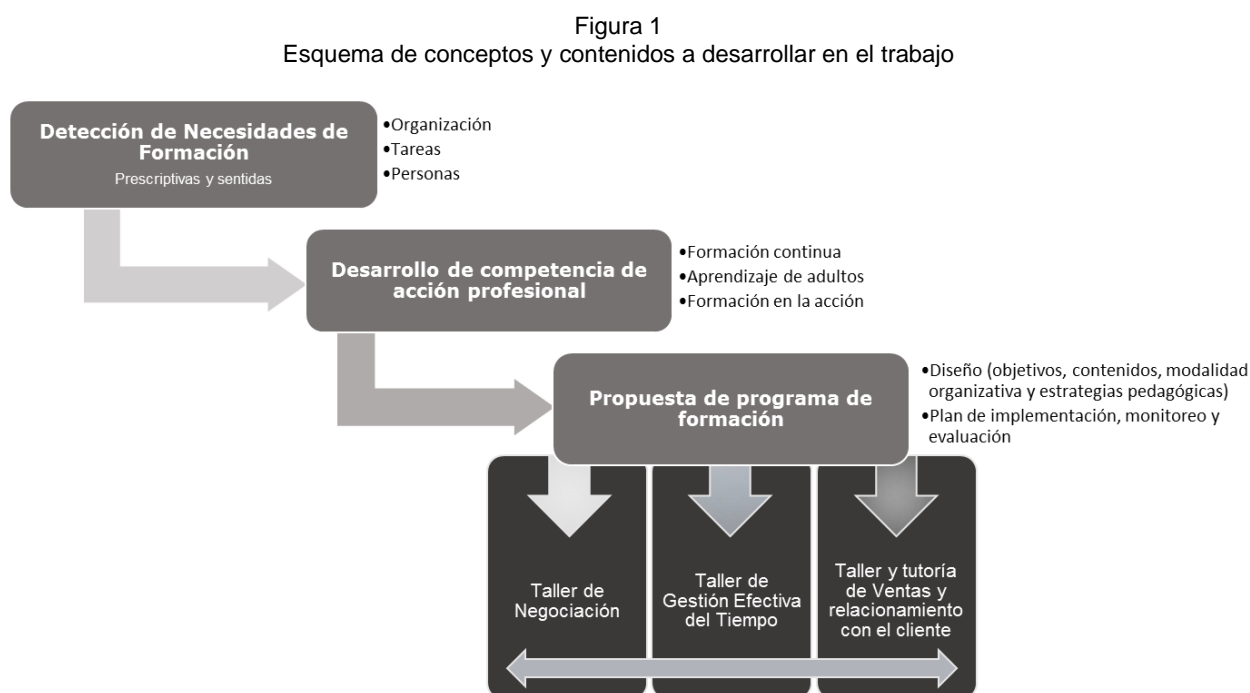 Figura 1
Esquema de conceptos y contenidos a desarrollar en el trabajo
Detección de Necesidades de
Formación
Prescriptivas y sentidas
•Organización
•Tareas
•Personas
Desarrollo de competencia de
acción profesional
•Formación continua
•Aprendizaje de adultos
•Formación en la acción
Propuesta de programa de
formación
•Diseño (objetivos, contenidos, modalidad
organizativa y estrategias pedagógicas)
•Plan de implementación, monitoreo y
evaluación
Taller de
Negociación
Taller de
Gestión Efectiva
del Tiempo
Taller y tutoría
de Ventas y
relacionamiento
con el cliente